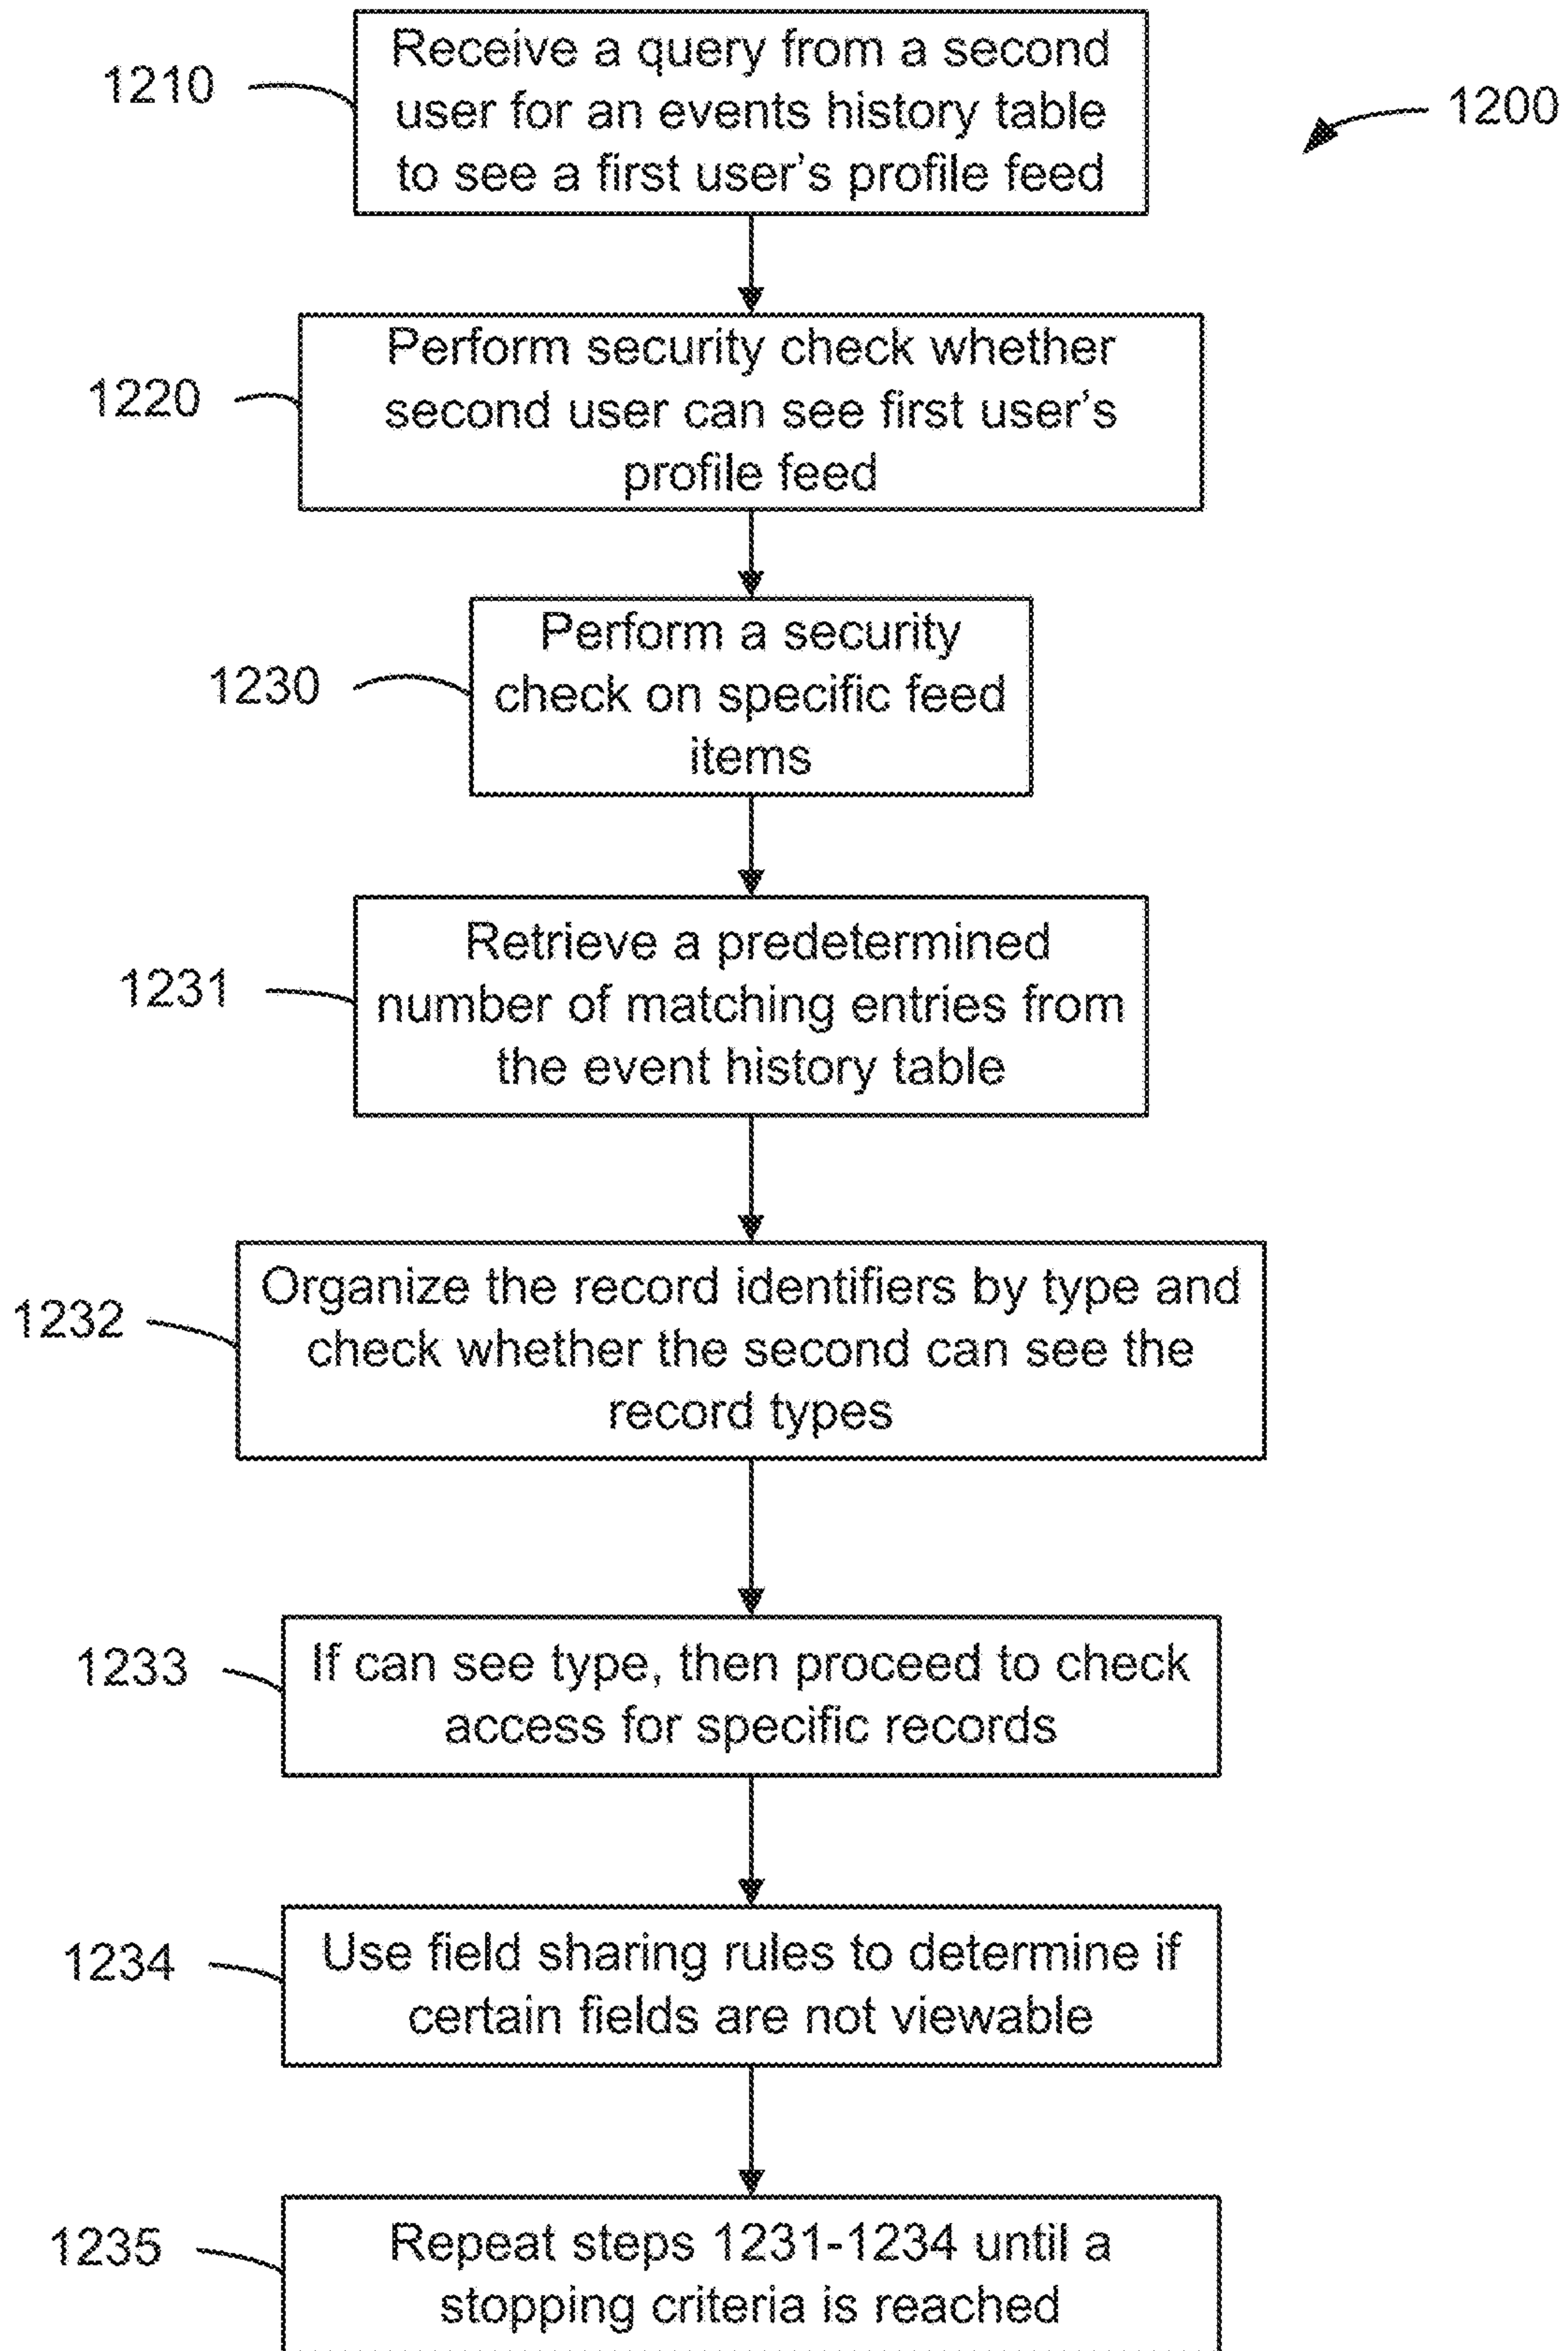 1210
Receive a query from a second
user for an events history table
to see a first user's profile feed
1200
1220
Perform security check whether
second user can see first user's
profile feed
1230
Perform a security
check on specific feed
items
1231
Retrieve a predetermined
number of matching entries from
the event history table
1232
Organize the record identifiers by type and
check whether the second can see the
record types
1233
If can see type, then proceed to check
access for specific records
1234
Use field sharing rules to determine if
certain fields are not viewable
1235
Repeat steps 1231-1234 until a
stopping criteria is reached